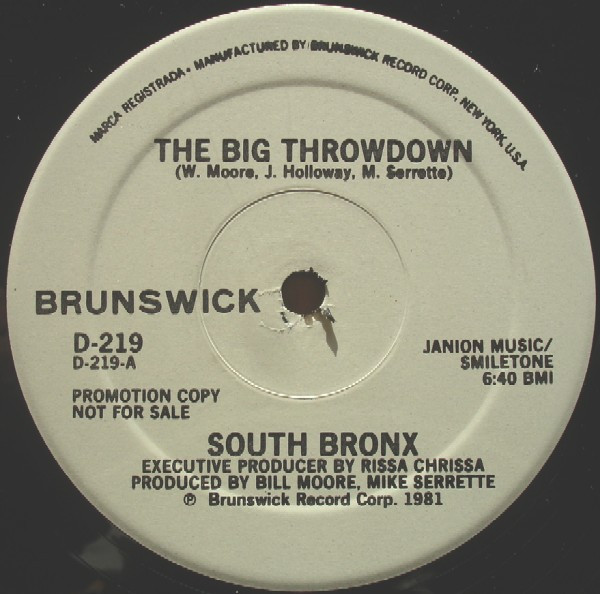 MARCA REGISTRADA • MANUFACTURED BY BRUNSWICK RECORD CORP., NEW YORK, U.S.A.
THE BIG THROWDOWN
(W. Moore, J. Holloway, M. Serrette)
BRUNSWICK
D-219
D-219-A
JANION MUSIC/
SMILETONE
6:40 BMI
PROMOTION COPY
NOT FOR SALE
SOUTH BRONX
EXECUTIVE PRODUCER BY RISSA CHRISSA
PRODUCED BY BILL MOORE, MIKE SERRETTE
℗ Brunswick Record Corp. 1981